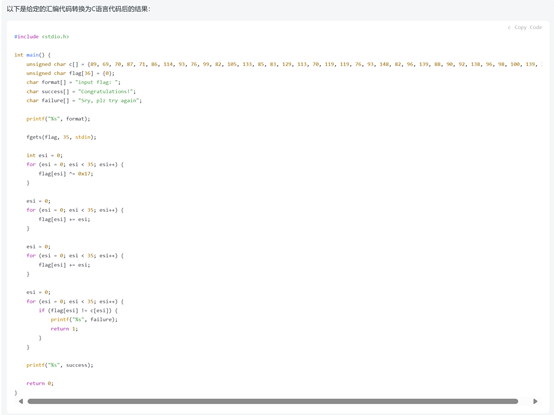 以下是给定的汇编代码转换为C语言代码后的结果：
Copy Code
#include <stdio.h>
int main() {
unsigned char c[] = {89, 69, 70, 87, 71, 86, 114, 93, 76, 99, 82, 105, 133, 85, 83, 129, 113, 70, 119, 119, 76, 93, 148, 82, 96, 139, 88, 90, 92, 138, 96, 98, 100, 139,
unsigned char flag[36] = {0};
char format[] = "input flag: ";
char success[] = "Congratulations!";
char failure[] = "Sry, plz try again";
printf("%s", format);
fgets(flag, 35, stdin);
int esi = 0;
for (esi = 0; esi < 35; esi++) {
flag[esi] ^= 0x17;
}
esi = 0;
for (esi = 0; esi < 35; esi++) {
flag[esi] += esi;
}
esi = 0;
for (esi = 0; esi < 35; esi++) {
flag[esi] += esi;
}
esi = 0;
for (esi = 0; esi < 35; esi++) {
if (flag[esi] != c[esi]) {
printf("%s", failure);
return 1;
}
}
printf("%s", success);
return 0;
}